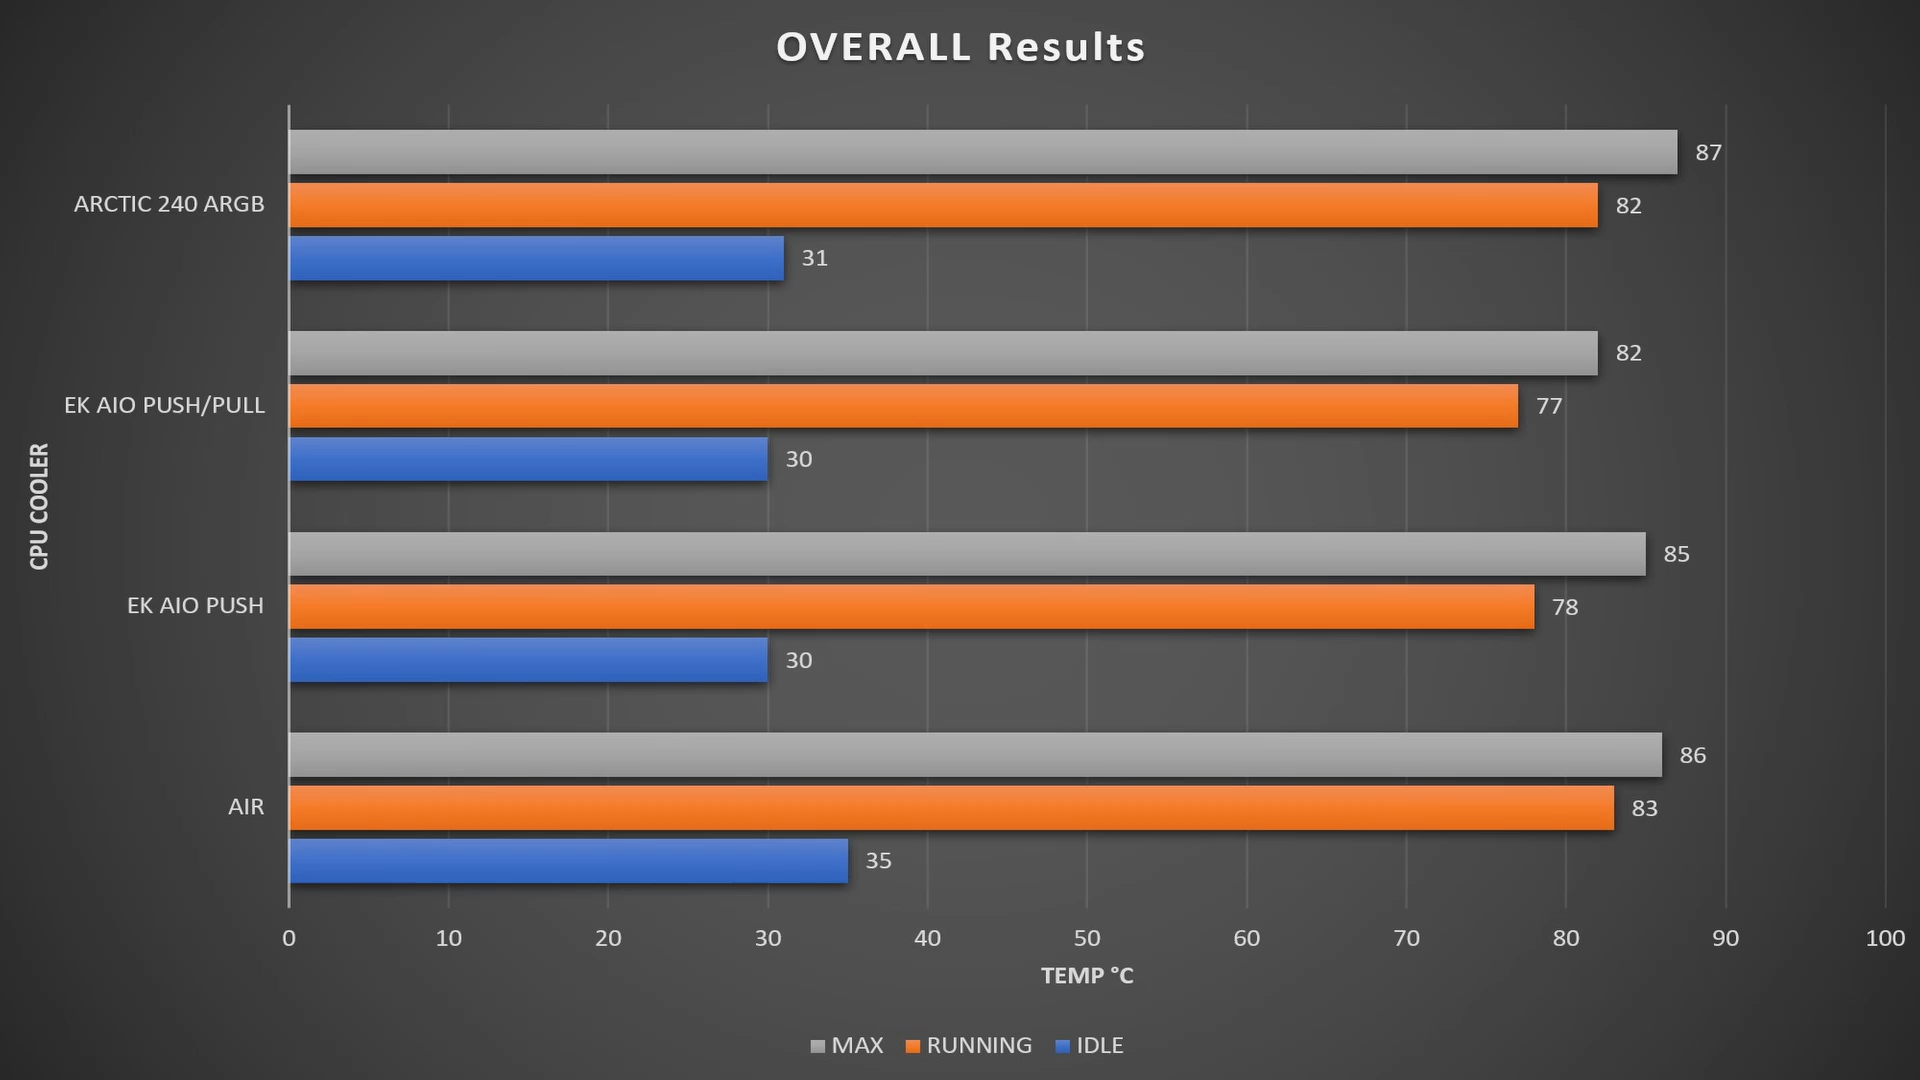 OVERALL Results
87
ARCTIC 240 ARGB
82
31
82
EK AIO PUSH/PULL
77
30
CPU COOLER
85
EK AIO PUSH
78
30
86
AIR
83
35
0 10 20 30 40 50 60 70 80 90 100
TEMP °C
MAX RUNNING IDLE